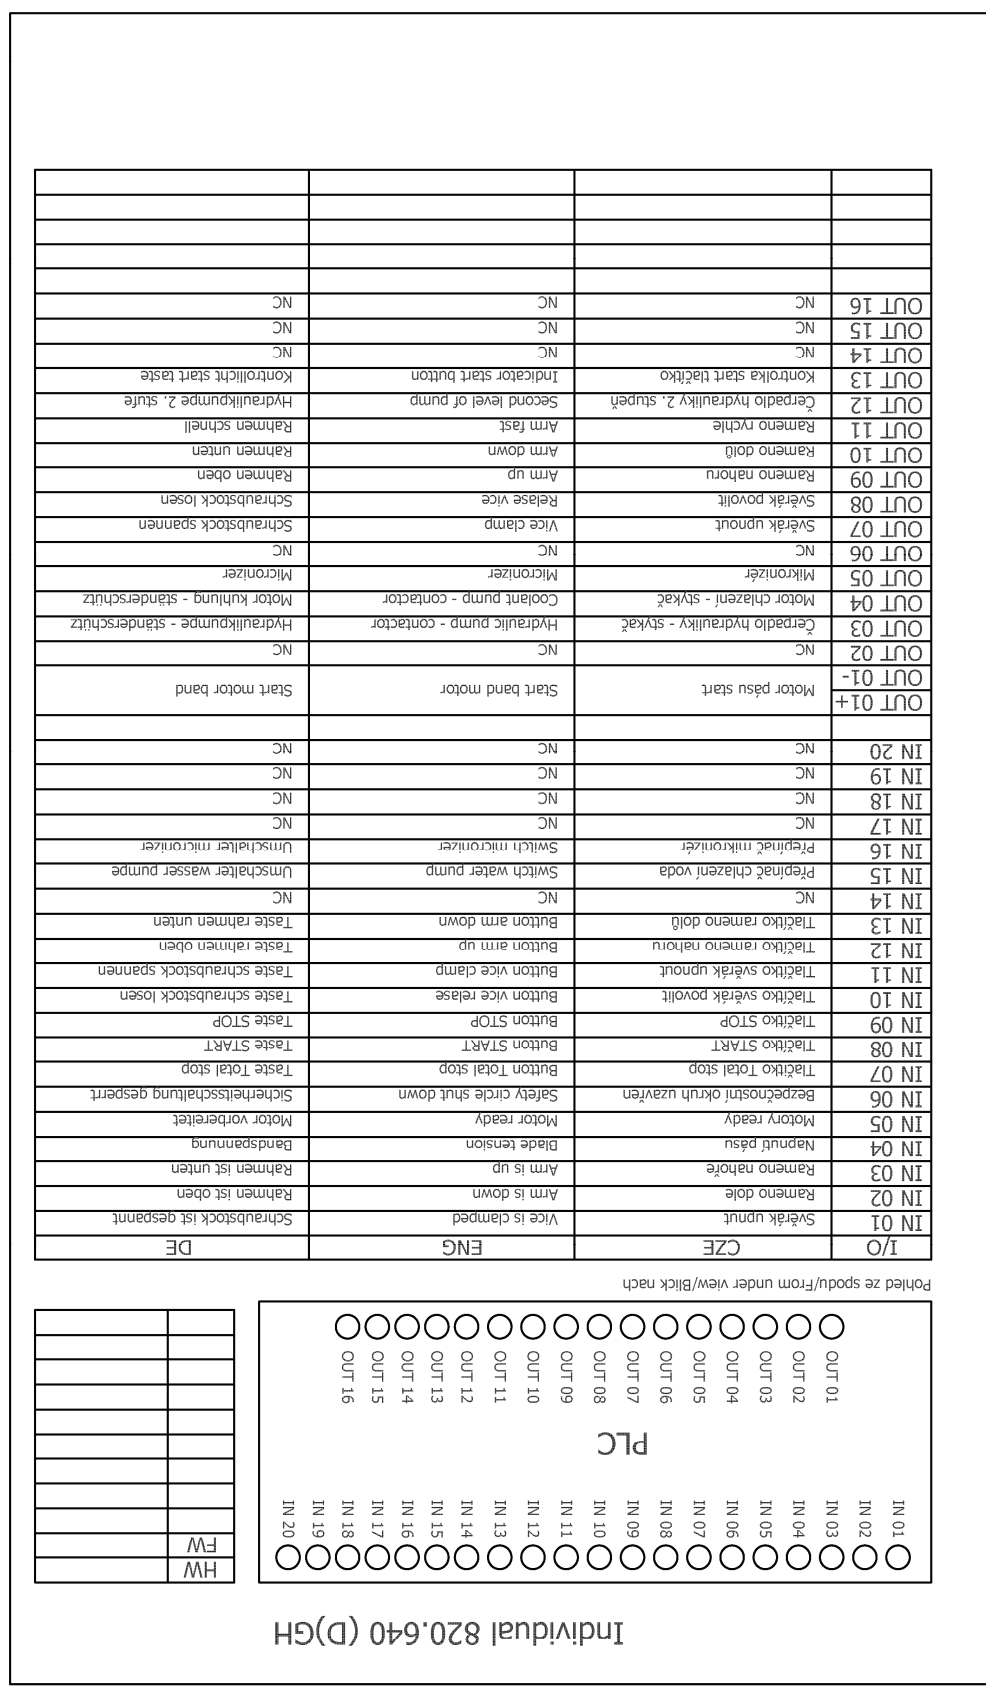 Individual 820.640 (D)GH
HW
FW
IN 01 IN 02 IN 03 IN 04 IN 05 IN 06 IN 07 IN 08 IN 09 IN 10 IN 11 IN 12 IN 13 IN 14 IN 15 IN 16 IN 17 IN 18 IN 19 IN 20
PLC
OUT 01 OUT 02 OUT 03 OUT 04 OUT 05 OUT 06 OUT 07 OUT 08 OUT 09 OUT 10 OUT 11 OUT 12 OUT 13 OUT 14 OUT 15 OUT 16
Pohled ze spodu/From under view/Blick nach
I/O CZE ENG DE
IN 01 Svěrák upnut Vice is clamped Schraubstock ist gespannt
IN 02 Rameno dole Arm is down Rahmen ist oben
IN 03 Rameno nahoře Arm is up Rahmen ist unten
IN 04 Napnutí pásu Blade tension Bandspannung
IN 05 Motory ready Motor ready Motor vorbereitet
IN 06 Bezpečnostní okruh uzavřen Safety circle shut down Sicherheitsschaltung gesperrt
IN 07 Tlačítko Total stop Button Total stop Taste Total stop
IN 08 Tlačítko START Button START Taste START
IN 09 Tlačítko STOP Button STOP Taste STOP
IN 10 Tlačítko svěrák povolit Button vice relase Taste schraubstock losen
IN 11 Tlačítko svěrák upnout Button vice clamp Taste schraubstock spannen
IN 12 Tlačítko rameno nahoru Button arm up Taste rahmen oben
IN 13 Tlačítko rameno dolů Button arm down Taste rahmen unten
IN 14 NC NC NC
IN 15 Přepínač chlazení voda Switch water pump Umschalter wasser pumpe
IN 16 Přepínač mikronizér Switch micronizer Umschalter micronizer
IN 17 NC NC NC
IN 18 NC NC NC
IN 19 NC NC NC
IN 20 NC NC NC
OUT 01+
Motor pásu start Start band motor Start motor band
OUT 01-
OUT 02 NC NC NC
OUT 03 Čerpadlo hydrauliky - stykač Hydraulic pump - contactor Hydraulikpumpe - ständerschütz
OUT 04 Motor chlazení - stykač Coolant pump - contactor Motor kuhlung - ständerschütz
OUT 05 Mikronizér Micronizer Micronizer
OUT 06 NC NC NC
OUT 07 Svěrák upnout Vice clamp Schraubstock spannen
OUT 08 Svěrák povolit Relase vice Schraubstock losen
OUT 09 Rameno nahoru Arm up Rahmen oben
OUT 10 Rameno dolů Arm down Rahmen unten
OUT 11 Rameno rychle Arm fast Rahmen schnell
OUT 12 Čerpadlo hydrauliky 2. stupeň Second level of pump Hydraulikpumpe 2. stufe
OUT 13 Kontrolka start tlačítko Indicator start button Kontrollicht start taste
OUT 14 NC NC NC
OUT 15 NC NC NC
OUT 16 NC NC NC